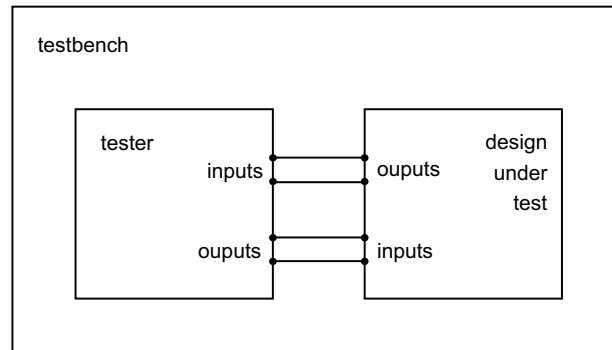 testbench
tester
inputs
ouputs
ouputs
inputs
design
under
test